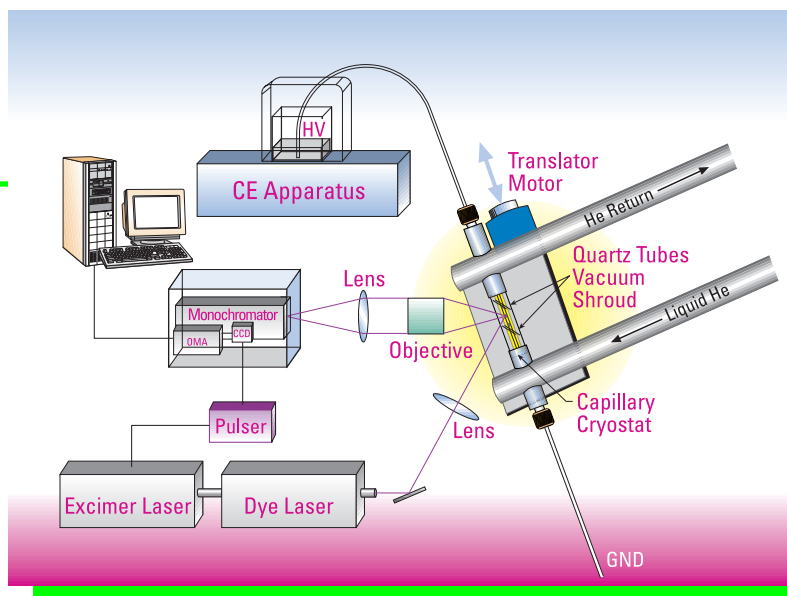 HV
CE Apparatus
Translator
Motor
He Return
Quartz Tubes
Vacuum
Shroud
Liquid He
Lens
Monochromator
OMA
CCD
Objective
Capillary
Cryostat
Lens
Pulser
Excimer Laser
Dye Laser
GND